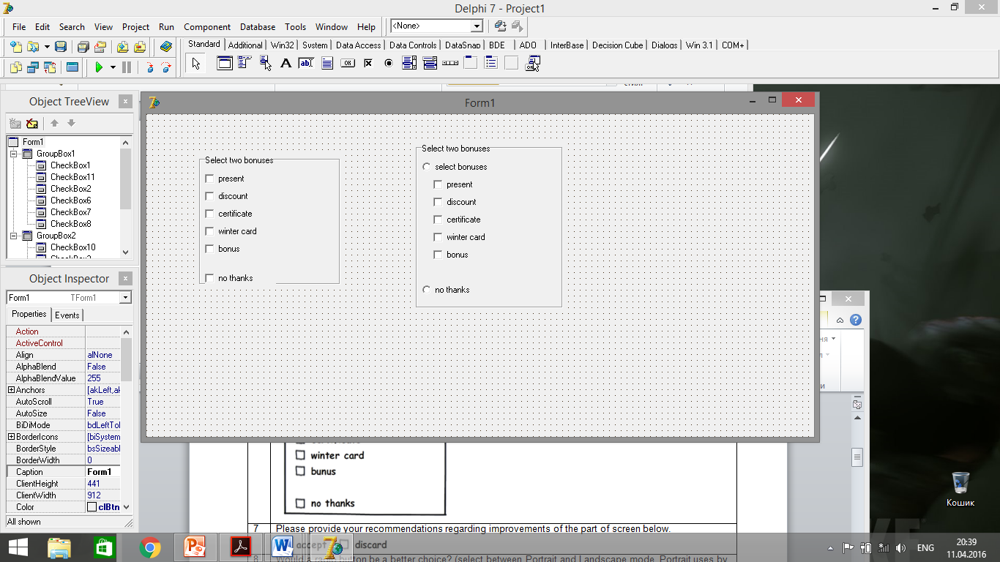 Delphi 7 - Project1
File Edit Search View Project Run Component Database Tools Window Help
<None>
Standard Additional Win32 System Data Access Data Controls DataSnap BDE ADO InterBase Decision Cube Dialogs Win 3.1 COM+
Object TreeView
Form1
GroupBox1
CheckBox1
CheckBox11
CheckBox2
CheckBox6
CheckBox7
CheckBox8
GroupBox2
CheckBox10
Object Inspector
Form1 TForm1
Properties Events
Action
ActiveControl
Align alNone
AlphaBlend False
AlphaBlendValue 255
Anchors [akLeft,ak
AutoScroll True
AutoSize False
BiDiMode bdLeftTo
BorderIcons [biSystem
BorderStyle bsSizeabl
BorderWidth 0
Caption Form1
ClientHeight 441
ClientWidth 912
Color clBtn
All shown
Form1
Select two bonuses
present
discount
certificate
winter card
bonus
no thanks
Select two bonuses
select bonuses
present
discount
certificate
winter card
bonus
no thanks
winter card
bunus
no thanks
7 Please provide your recommendations regarding improvements of the part of screen below.
accept discard
8 Would a radio button be a better choice? (select between Portrait and Landscape mode, Portrait uses by
Кошик
ENG
20:39
11.04.2016